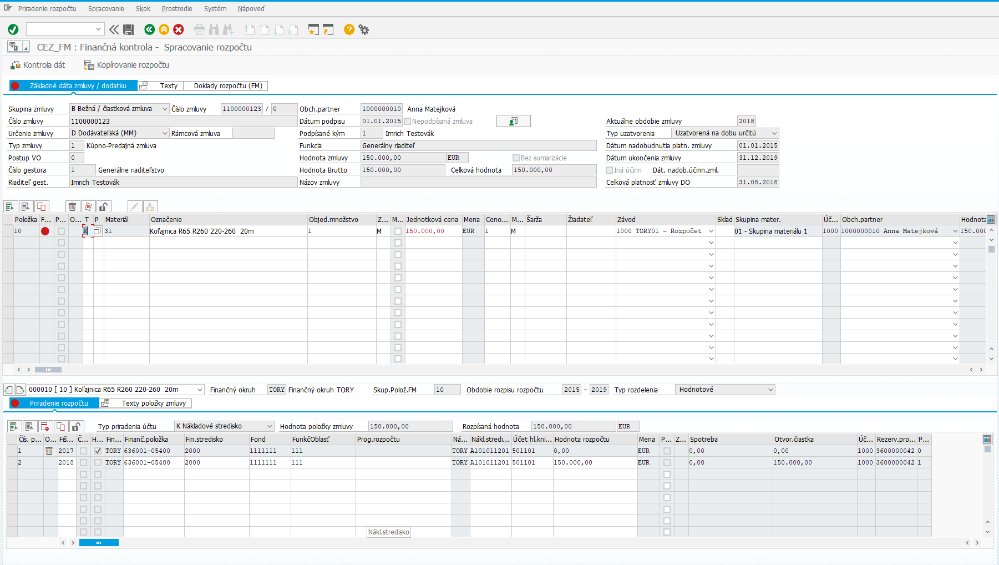 Priradenie rozpočtu Spracovanie Skok Prostredie Systém Nápoveď
CEZ_FM : Finančná kontrola - Spracovanie rozpočtu
Kontrola dát Kopírovanie rozpočtu
Základné dáta zmluvy / dodatku Texty Doklady rozpočtu (FM)
Skupina zmluvy B Bežná / čiastková zmluva Číslo zmluvy 1100000123 / 0 Obch.partner 1000000010 Anna Matejková
Číslo zmluvy 1100000123 Dátum podpisu 01.01.2015 Nepodpísaná zmluva Aktuálne obdobie zmluvy 2018
Určenie zmluvy D Dodávateľská (MM) Rámcová zmluva Podpísané kým 1 Imrich Testovák Typ uzatvorenia Uzatvorená na dobu určitú
Typ zmluvy 1 Kúpno-Predajná zmluva Funkcia Generálny riaditeľ Dátum nadobudnutia platn. zmluvy 01.01.2015
Postup VO 0 Hodnota zmluvy 150.000,00 EUR Bez sumarizácie Dátum ukončenia zmluvy 31.12.2019
Číslo gestora 1 Generálne riaditeľstvo Hodnota Brutto 150.000,00 Celková hodnota 150.000,00 Iná účinn Dát. nadob.účinn.zml.
Riaditeľ gest. Imrich Testovák Názov zmluvy Celková platnosť zmluvy DO 31.08.2018
Položka F... P... O... T P Materiál Označenie Objed.množstvo Z... M... Jednotková cena Mena Ceno... M... Šarža Žiadateľ Závod Sklad Skupina mater. Úč... Obch.partner Hodnota
10 K 31 Koľajnica R65 R260 220-260 20m 1 M 150.000,00 EUR 1 M 1000 TORY01 - Rozpočet 01 - Skupina materiálu 1 1000 1000000010 Anna Matejková 150.000
000010 [ 10 ] Koľajnica R65 R260 220-260 20m Finančný okruh TORY Finančný okruh TORY Skup.Polož.FM 10 Obdobie rozpisu rozpočtu 2015 - 2019 Typ rozdelenia Hodnotové
Priradenie rozpočtu Texty položky zmluvy
Typ priradenia účtu K Nákladové stredisko Hodnota položky zmluvy 150.000,00 Rozpísaná hodnota 150.000,00 EUR
Čís. p... O... Fiš... Č... H... Fin... Finanč.položka Fin.stredisko Fond FunkčOblasť Prog.rozpočtu Ná... Nákl.stredi... Účet hl.kni... Hodnota rozpočtu Mena P... Z... Spotreba Otvor.čiastka Úč... Rezerv.pro... P...
1 2017 TORY 636001-05400 2000 1111111 111 TORY A101011201 501101 0,00 EUR 0,00 0,00 1000 3600000042 0
2 2018 TORY 636001-05400 2000 1111111 111 TORY A101011201 501101 150.000,00 EUR 0,00 150.000,00 1000 3600000042 1
Nákl.stredisko